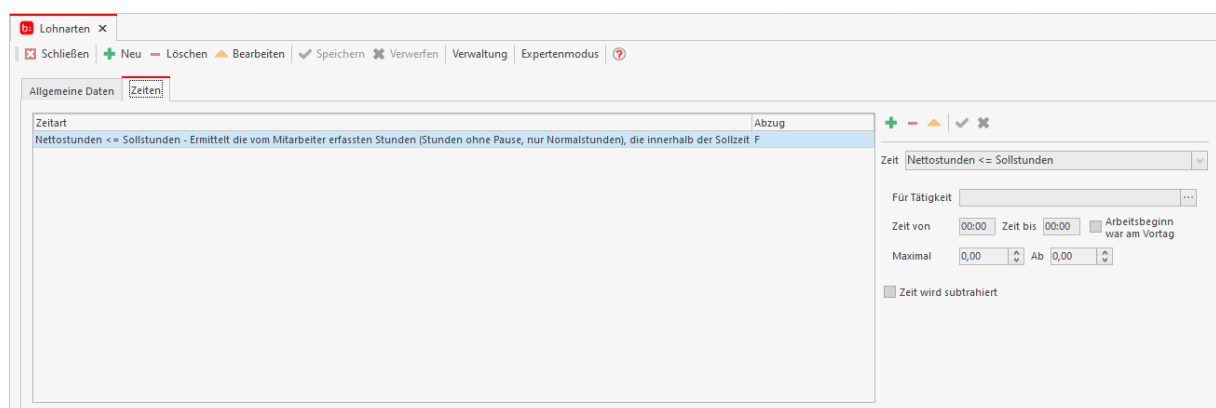 b: Lohnarten
Schließen Neu Löschen Bearbeiten Speichern Verwerfen Verwaltung Expertenmodus ?
Allgemeine Daten Zeiten
Zeitart Abzug
Nettostunden <= Sollstunden - Ermittelt die vom Mitarbeiter erfassten Stunden (Stunden ohne Pause, nur Normalstunden), die innerhalb der Sollzeit F
Zeit Nettostunden <= Sollstunden
Für Tätigkeit ...
Zeit von 00:00 Zeit bis 00:00 Arbeitsbeginn
war am Vortag
Maximal 0,00 Ab 0,00
Zeit wird subtrahiert